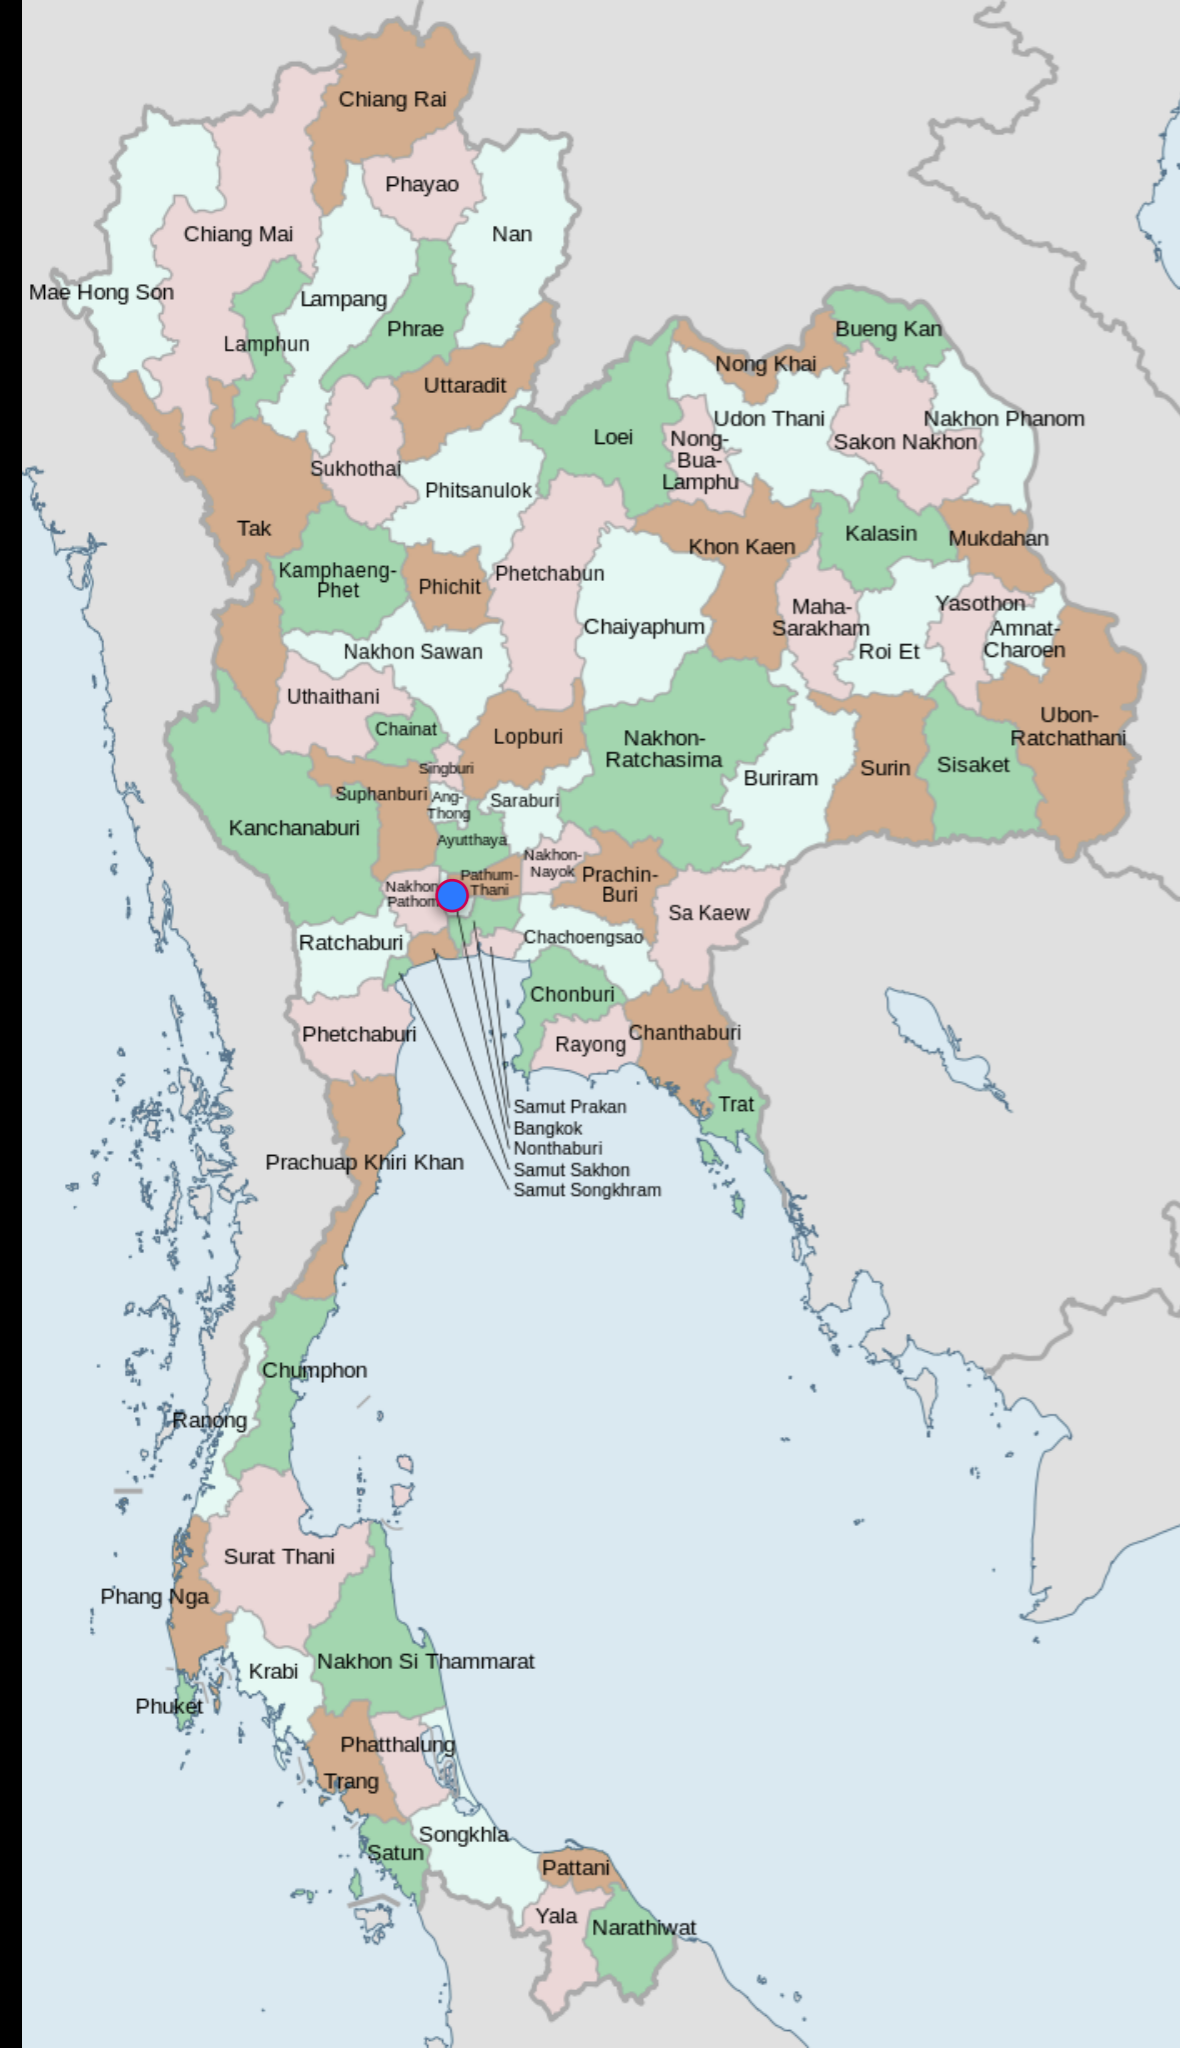 Chiang Rai
Phayao
Chiang Mai
Nan
Mae Hong Son
Lampang
Phrae
Lamphun
Uttaradit
Bueng Kan
Nong Khai
Udon Thani
Nakhon Phanom
Loei
Nong-
Bua-
Lamphu
Sakon Nakhon
Sukhothai
Phitsanulok
Tak
Khon Kaen
Kalasin
Mukdahan
Kamphaeng-
Phet
Phichit
Phetchabun
Chaiyaphum
Maha-
Sarakham
Yasothon
Roi Et
Amnat-
Charoen
Nakhon Sawan
Uthaithani
Chainat
Lopburi
Nakhon-
Ratchasima
Ubon-
Ratchathani
Singburi
Buriram
Surin
Sisaket
Suphanburi
Ang-
Thong
Saraburi
Kanchanaburi
Ayutthaya
Nakhon-
Nayok
Pathum-
Thani
Prachin-
Buri
Nakhon
Pathom
Sa Kaew
Ratchaburi
Chachoengsao
Chonburi
Phetchaburi
Rayong
Chanthaburi
Trat
Samut Prakan
Bangkok
Nonthaburi
Samut Sakhon
Samut Songkhram
Prachuap Khiri Khan
Chumphon
Ranong
Surat Thani
Phang Nga
Krabi
Nakhon Si Thammarat
Phuket
Phatthalung
Trang
Songkhla
Satun
Pattani
Yala
Narathiwat